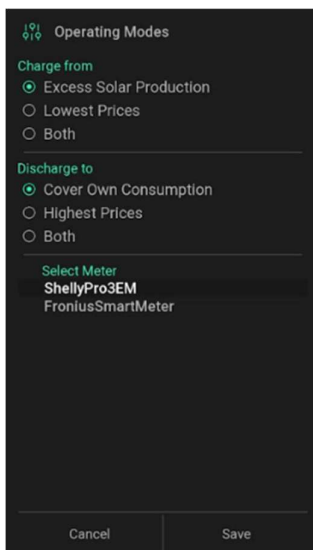 Operating Modes
Charge from
Excess Solar Production
Lowest Prices
Both
Discharge to
Cover Own Consumption
Highest Prices
Both
Select Meter
ShellyPro3EM
FroniusSmartMeter
Cancel Save